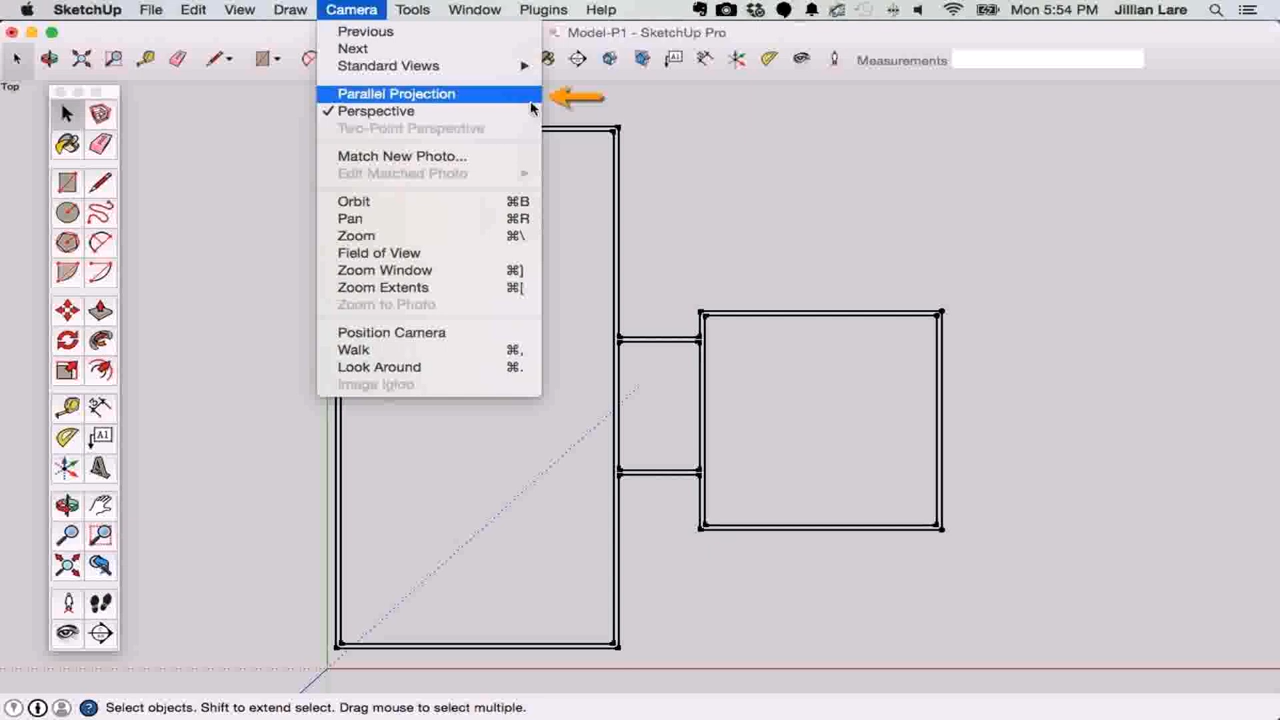 SketchUp File Edit View Draw Camera Tools Window Plugins Help Mon 5:54 PM Jillian Lare
Model-P1 - SketchUp Pro
Measurements
Top
Previous
Next
Standard Views
Parallel Projection
✓ Perspective
Two-Point Perspective
Match New Photo...
Edit Matched Photo
Orbit ⌘B
Pan ⌘R
Zoom ⌘\
Field of View
Zoom Window ⌘]
Zoom Extents ⌘[
Zoom to Photo
Position Camera
Walk ⌘,
Look Around ⌘.
Image Igloo
A1
A1
Select objects. Shift to extend select. Drag mouse to select multiple.